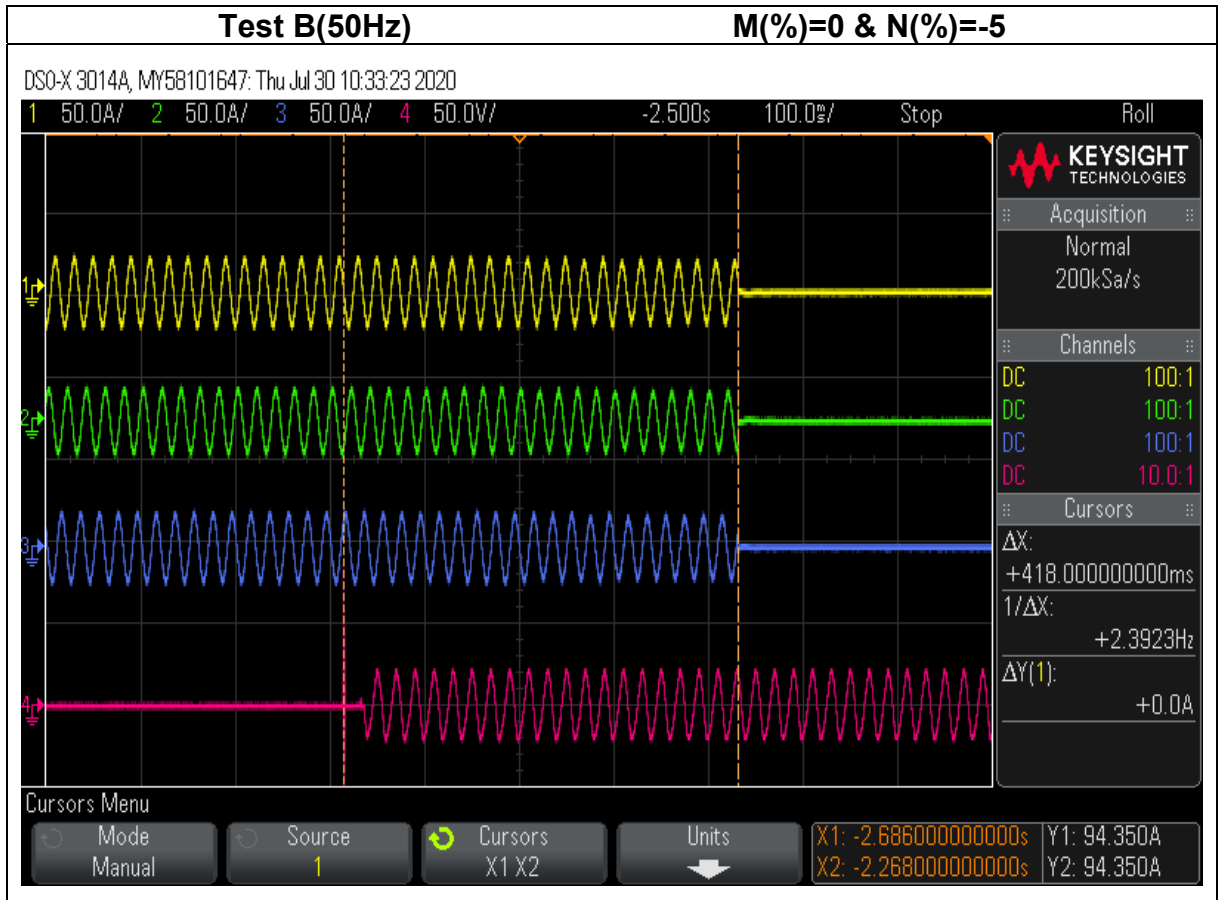 Test B(50Hz) M(%)=0 & N(%)=-5
DSO-X 3014A, MY58101647: Thu Jul 30 10:33:23 2020
1 50.0A/ 2 50.0A/ 3 50.0A/ 4 50.0V/ -2.500s 100.0ms/ Stop Roll
KEYSIGHT
TECHNOLOGIES
Acquisition
Normal
200kSa/s
Channels
DC 100:1
DC 100:1
DC 100:1
DC 10.0:1
Cursors
ΔX:
+418.000000000ms
1/ΔX:
+2.3923Hz
ΔY(1):
+0.0A
1
2
3
4
Cursors Menu
Mode
Manual
Source
1
Cursors
X1 X2
Units
X1: -2.686000000000s Y1: 94.350A
X2: -2.268000000000s Y2: 94.350A